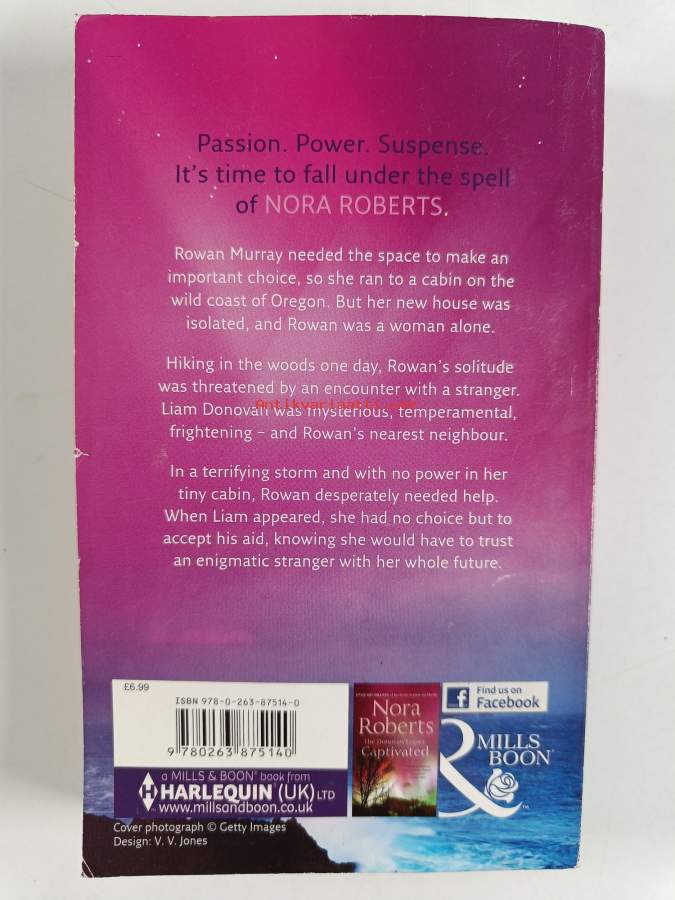 Passion. Power. Suspense.
It's time to fall under the spell
of NORA ROBERTS.
Rowan Murray needed the space to make an
important choice, so she ran to a cabin on the
wild coast of Oregon. But her new house was
isolated, and Rowan was a woman alone.
Hiking in the woods one day, Rowan's solitude
was threatened by an encounter with a stranger.
Antikvariaatti.net
Liam Donovan was mysterious, temperamental,
frightening – and Rowan's nearest neighbour.
In a terrifying storm and with no power in her
tiny cabin, Rowan desperately needed help.
When Liam appeared, she had no choice but to
accept his aid, knowing she would have to trust
an enigmatic stranger with her whole future.
£6.99
ISBN 978-0-263-87514-0
9 780263 875140
a MILLS & BOON® book from
HARLEQUIN (UK) LTD
www.millsandboon.co.uk
Nora
Roberts
The Donovan Legacy
Captivated
Find us on
Facebook
MILLS
&
BOON®
™
Cover photograph © Getty Images
Design: V. V. Jones